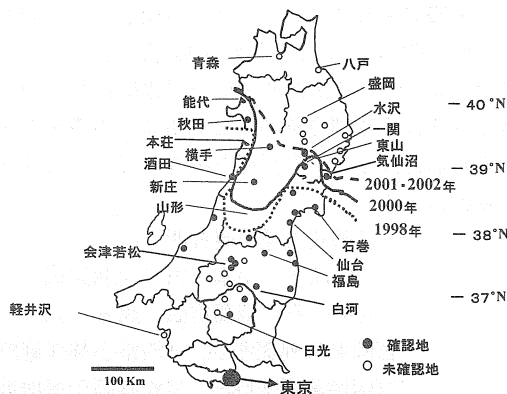 青森
八戸
盛岡
能代
水沢
40°N
秋田
一関
本荘
東山
横手
気仙沼
酒田
39°N
新庄
2001・2002年
山形
2000年
1998年
石巻
38°N
会津若松
仙台
福島
37°N
軽井沢
白河
日光
確認地
未確認地
100 Km
東京